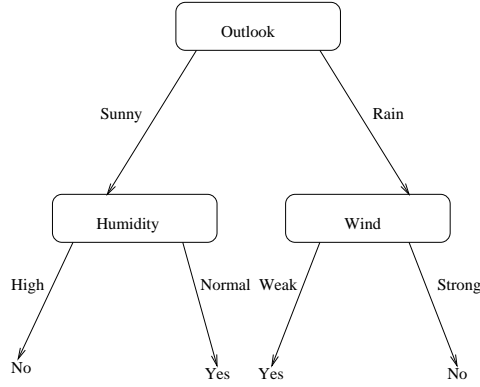 Outlook
Sunny
Rain
Humidity
Wind
High
Normal
Weak
Strong
No
Yes
Yes
No